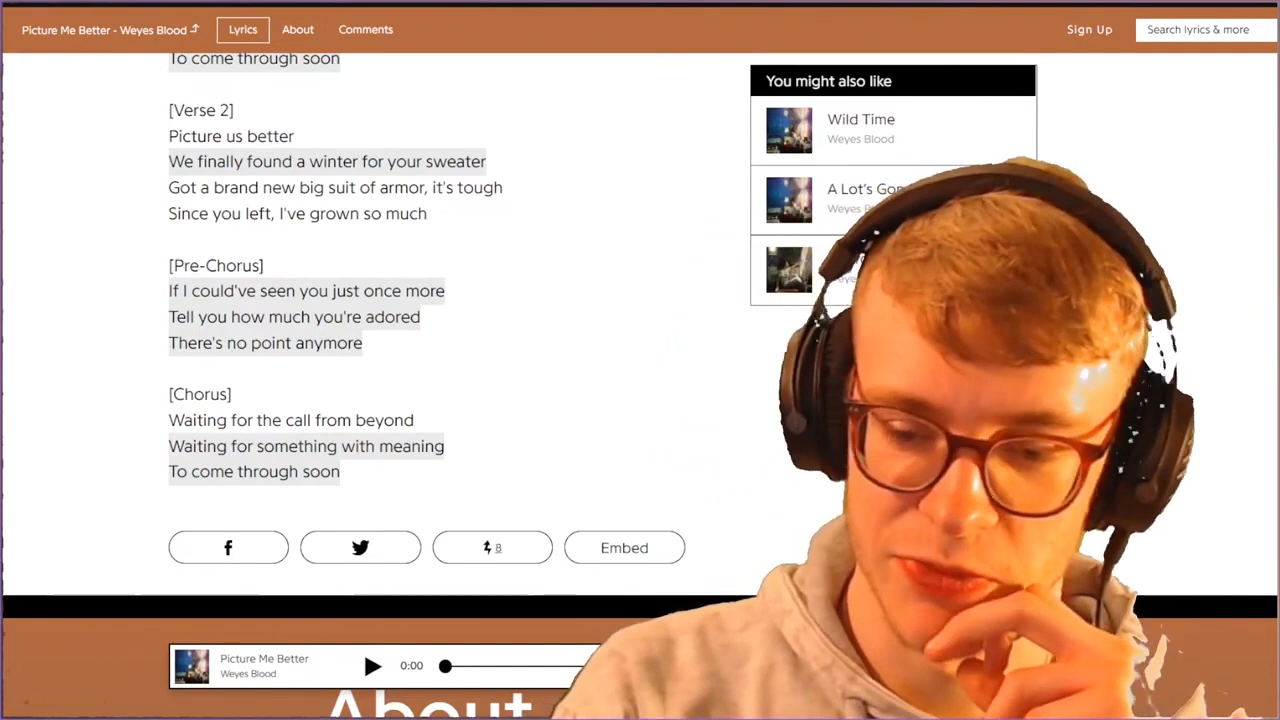 Picture Me Better - Weyes Blood
Lyrics
About
Comments
Sign Up
Search lyrics & more
To come through soon
[Verse 2]
Picture us better
We finally found a winter for your sweater
Got a brand new big suit of armor, it's tough
Since you left, I've grown so much
[Pre-Chorus]
If I could've seen you just once more
Tell you how much you're adored
There's no point anymore
[Chorus]
Waiting for the call from beyond
Waiting for something with meaning
To come through soon
8
Embed
You might also like
Wild Time
Weyes Blood
A Lot's
Weyes
Picture Me Better
Weyes Blood
0:00
About